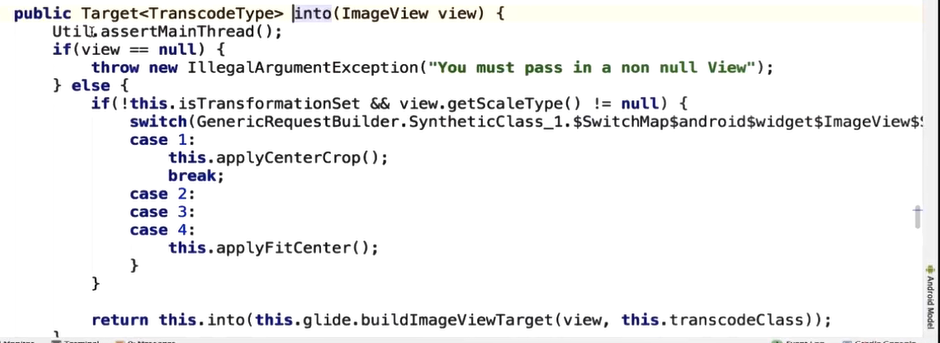 public Target<TranscodeType> into(ImageView view) {
Util.assertMainThread();
if(view == null) {
throw new IllegalArgumentException("You must pass in a non null View");
} else {
if(!this.isTransformationSet && view.getScaleType() != null) {
switch(GenericRequestBuilder.SyntheticClass_1.$SwitchMap$android$widget$ImageView$S
case 1:
this.applyCenterCrop();
break;
case 2:
case 3:
case 4:
this.applyFitCenter();
}
}
return this.into(this.glide.buildImageViewTarget(view, this.transcodeClass));
}
Android Model